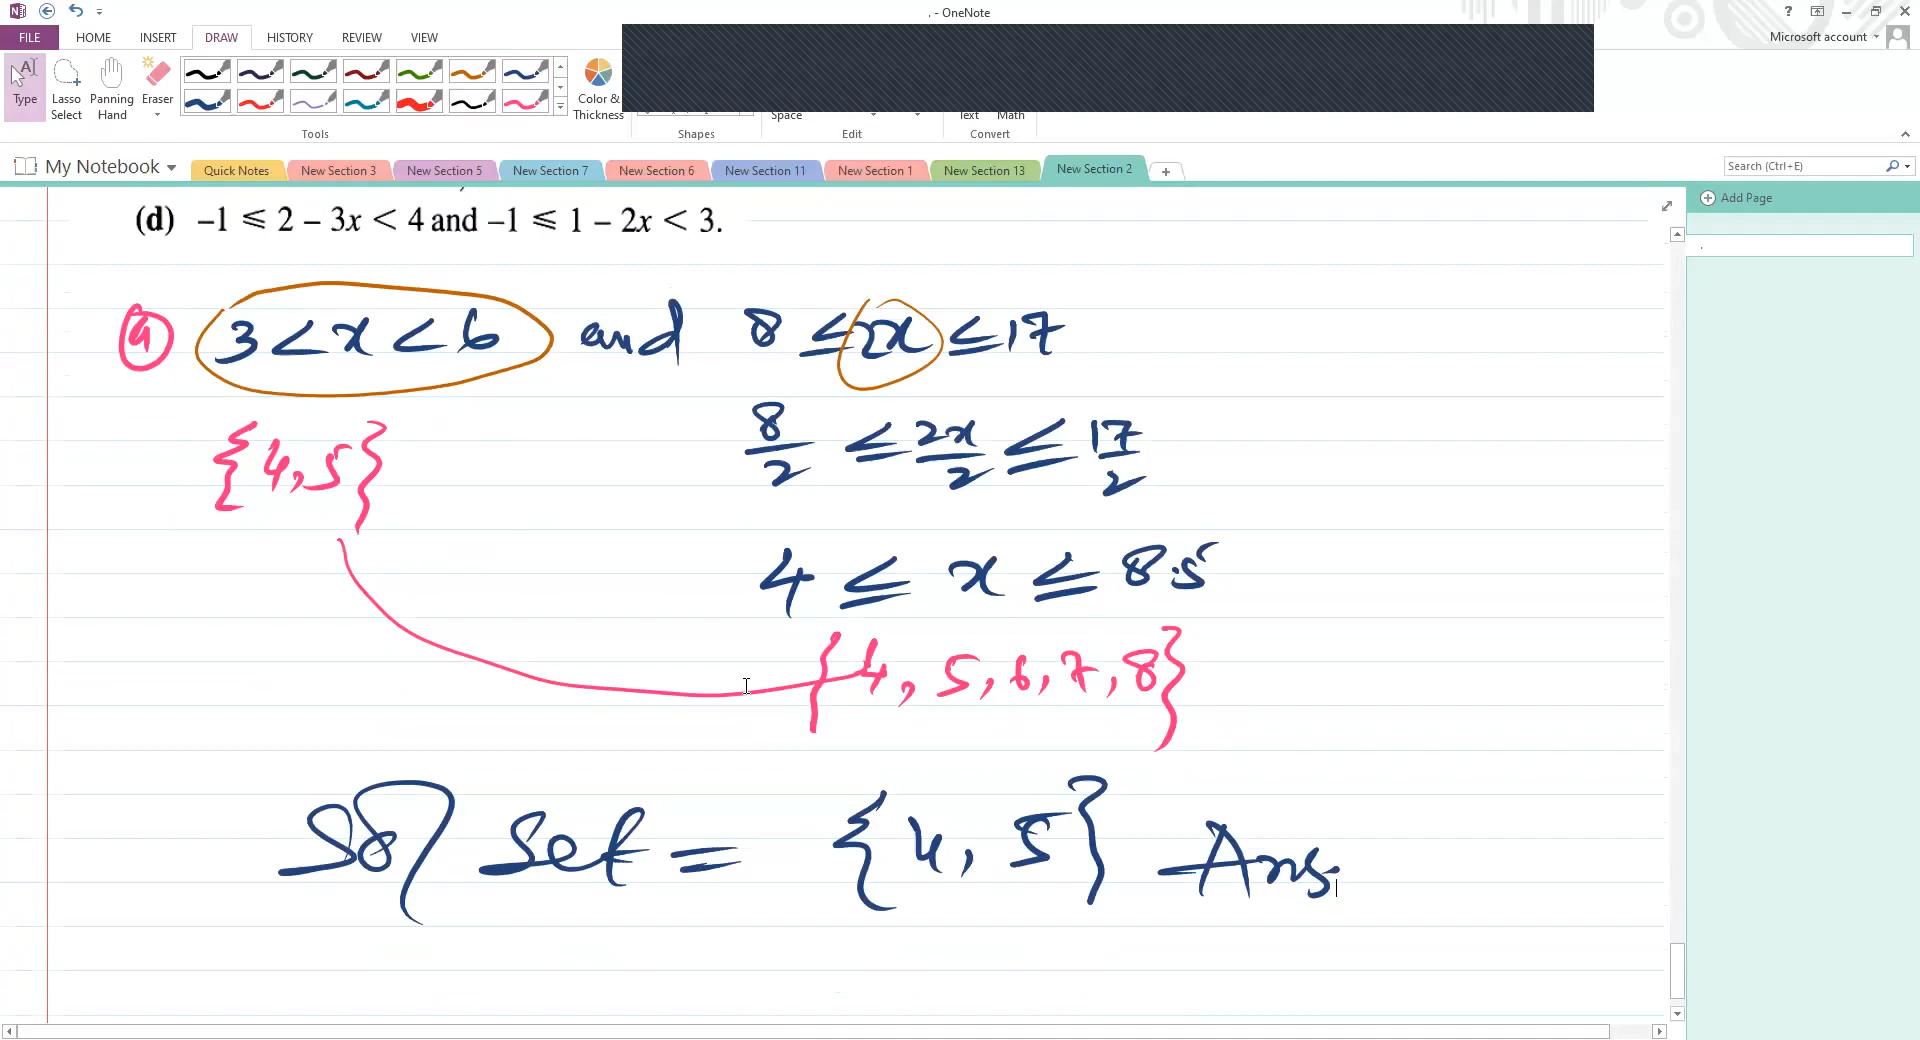 . - OneNote
FILE HOME INSERT DRAW HISTORY REVIEW VIEW
Microsoft account
Type
Lasso Select
Panning Hand
Eraser
Color & Thickness
Space
Text Math
Tools Shapes Edit Convert
My Notebook
Quick Notes New Section 3 New Section 5 New Section 7 New Section 6 New Section 11 New Section 1 New Section 13 New Section 2
Search (Ctrl+E)
Add Page
.
(d) –1 ⩽ 2 – 3x < 4 and –1 ⩽ 1 – 2x < 3.
a 3 < x < 6 and 8 ≤ 2x ≤ 17
{4,5} 8/2 ≤ 2x/2 ≤ 17/2
4 ≤ x ≤ 8.5
{4, 5, 6, 7, 8}
Sol Set = {4, 5} Ans.